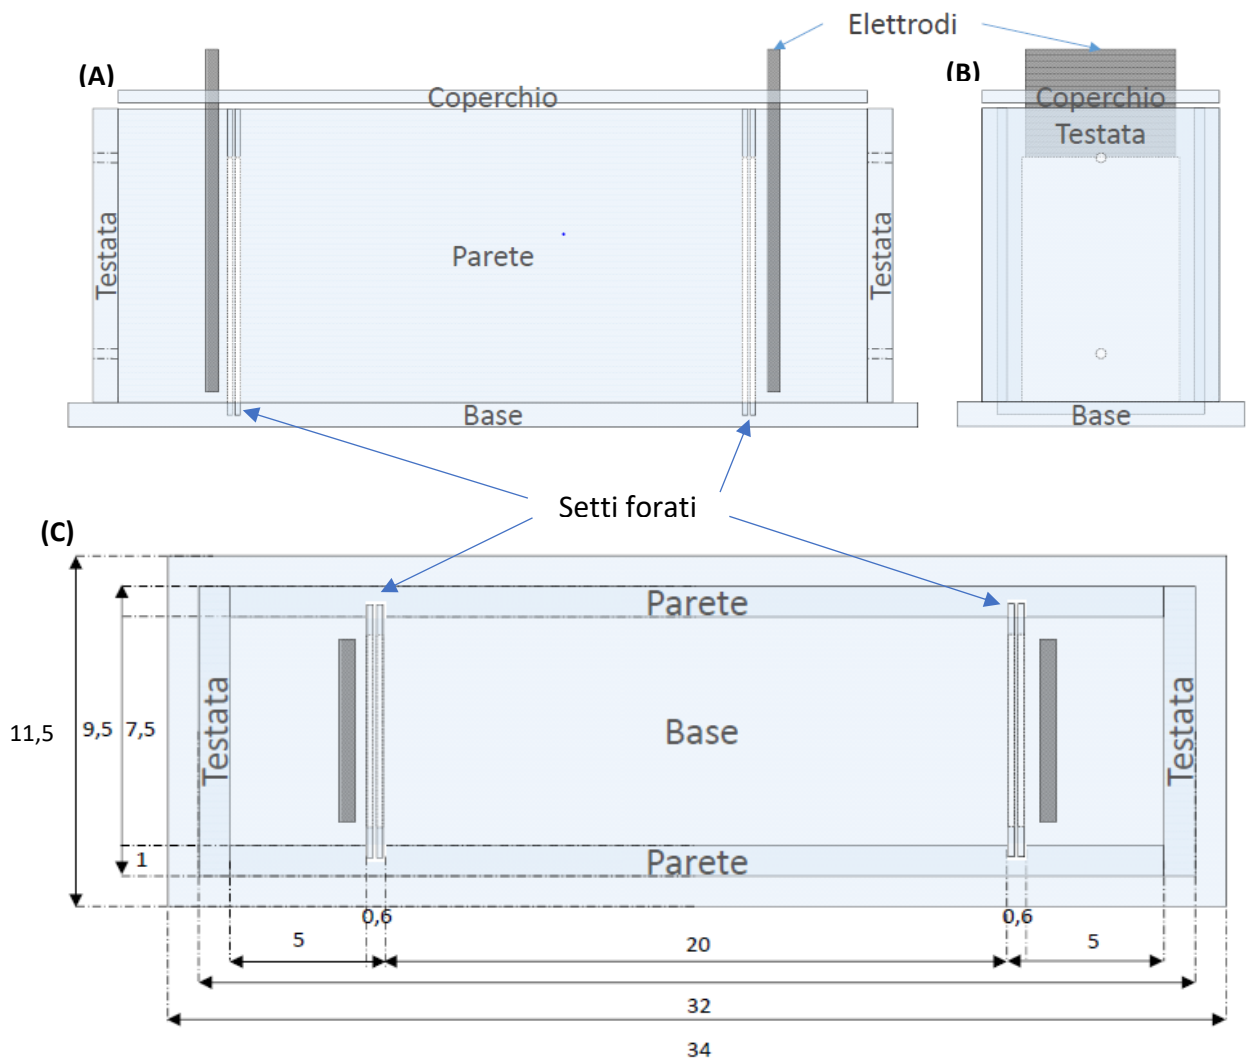 Elettrodi
(A)
(B)
Coperchio
Coperchio
Testata
Testata
Parete
Testata
Base
Base
Setti forati
(C)
Parete
Testata
Base
Testata
11,5
9,5
7,5
1
Parete
0,6
0,6
5
20
5
32
34